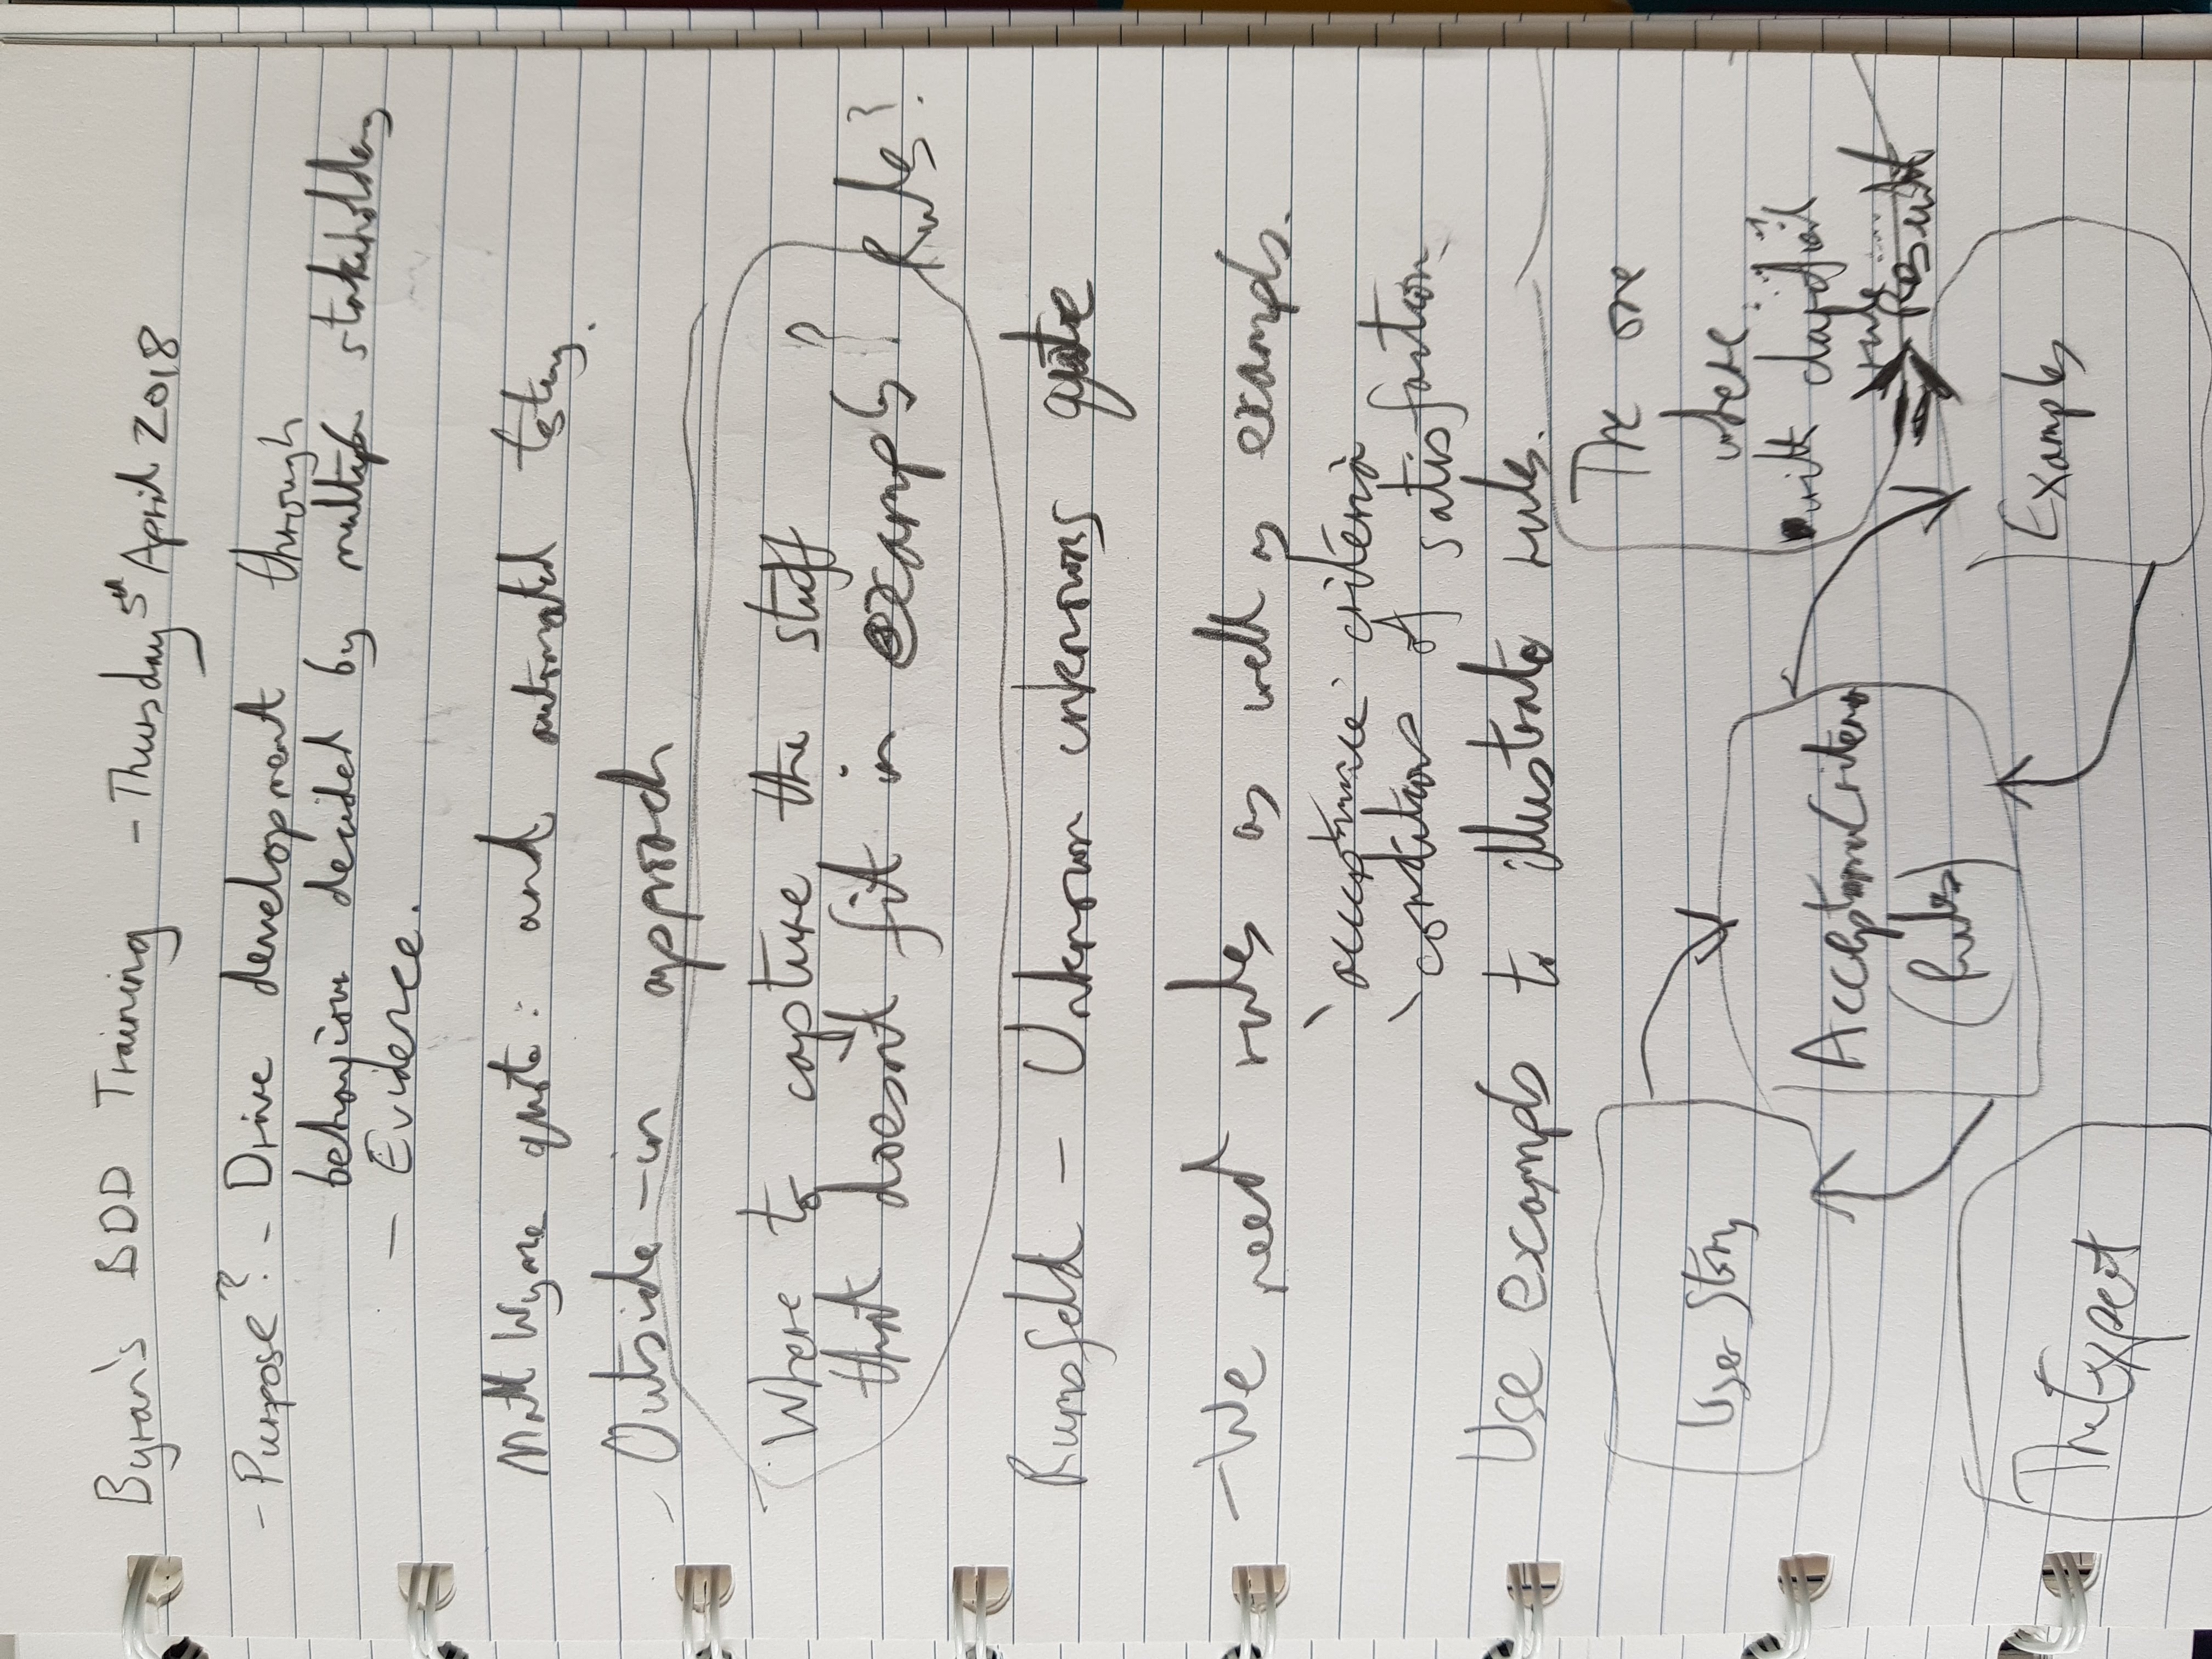 Byran's BDD Training - Thursday 5th April 2018
- Purpose? - Drive development through
behaviour decided by multiple stakeholders
- Evidence.
Matt Wynne quote: and automated testing.
- Outside-in approach
Where to capture the stuff
that doesn't fit in examples? Rules?
Rumsfeld - Unknown unknowns quote
- We need rules as well as examples.
acceptance criteria
conditions of satisfaction
Use examples to illustrate rules.
User Story
The one
where
with
rule....
=> Result
Acceptance Criteria
(Rules)
Examples
The Expert